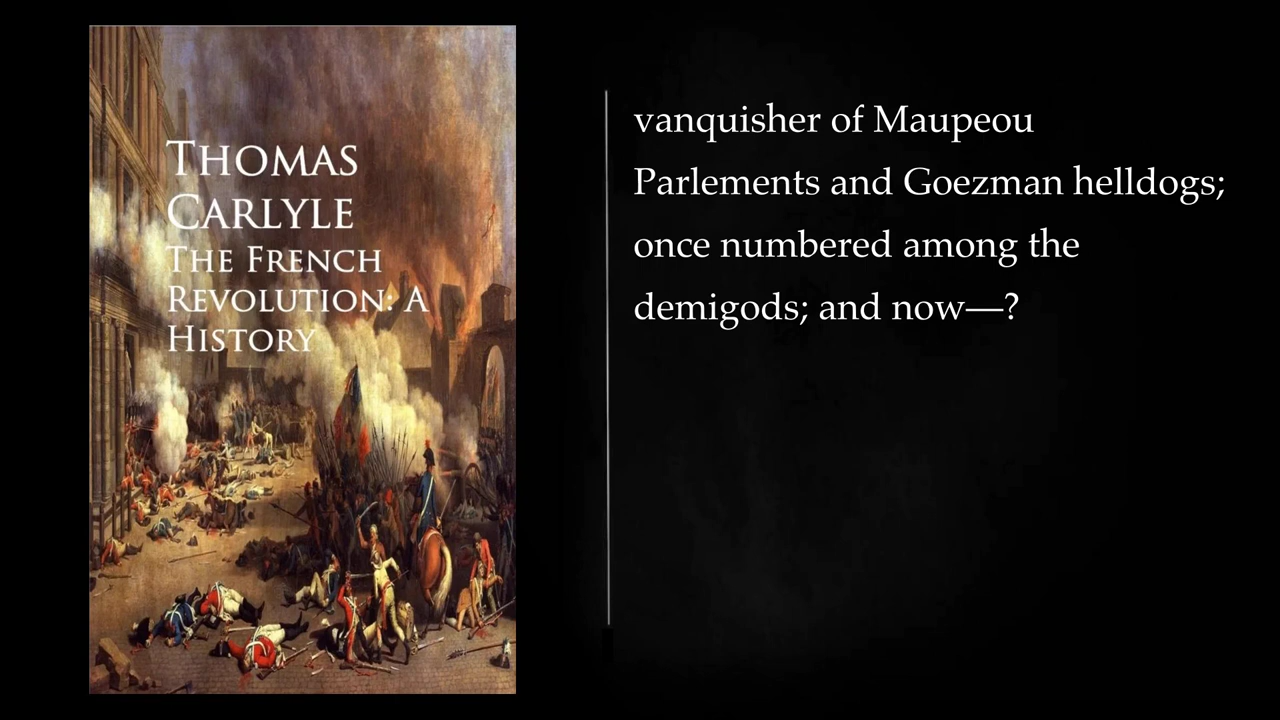 THOMAS
CARLYLE
THE FRENCH
REVOLUTION: A
HISTORY
vanquisher of Maupeou
Parlements and Goezman helldogs;
once numbered among the
demigods; and now—?